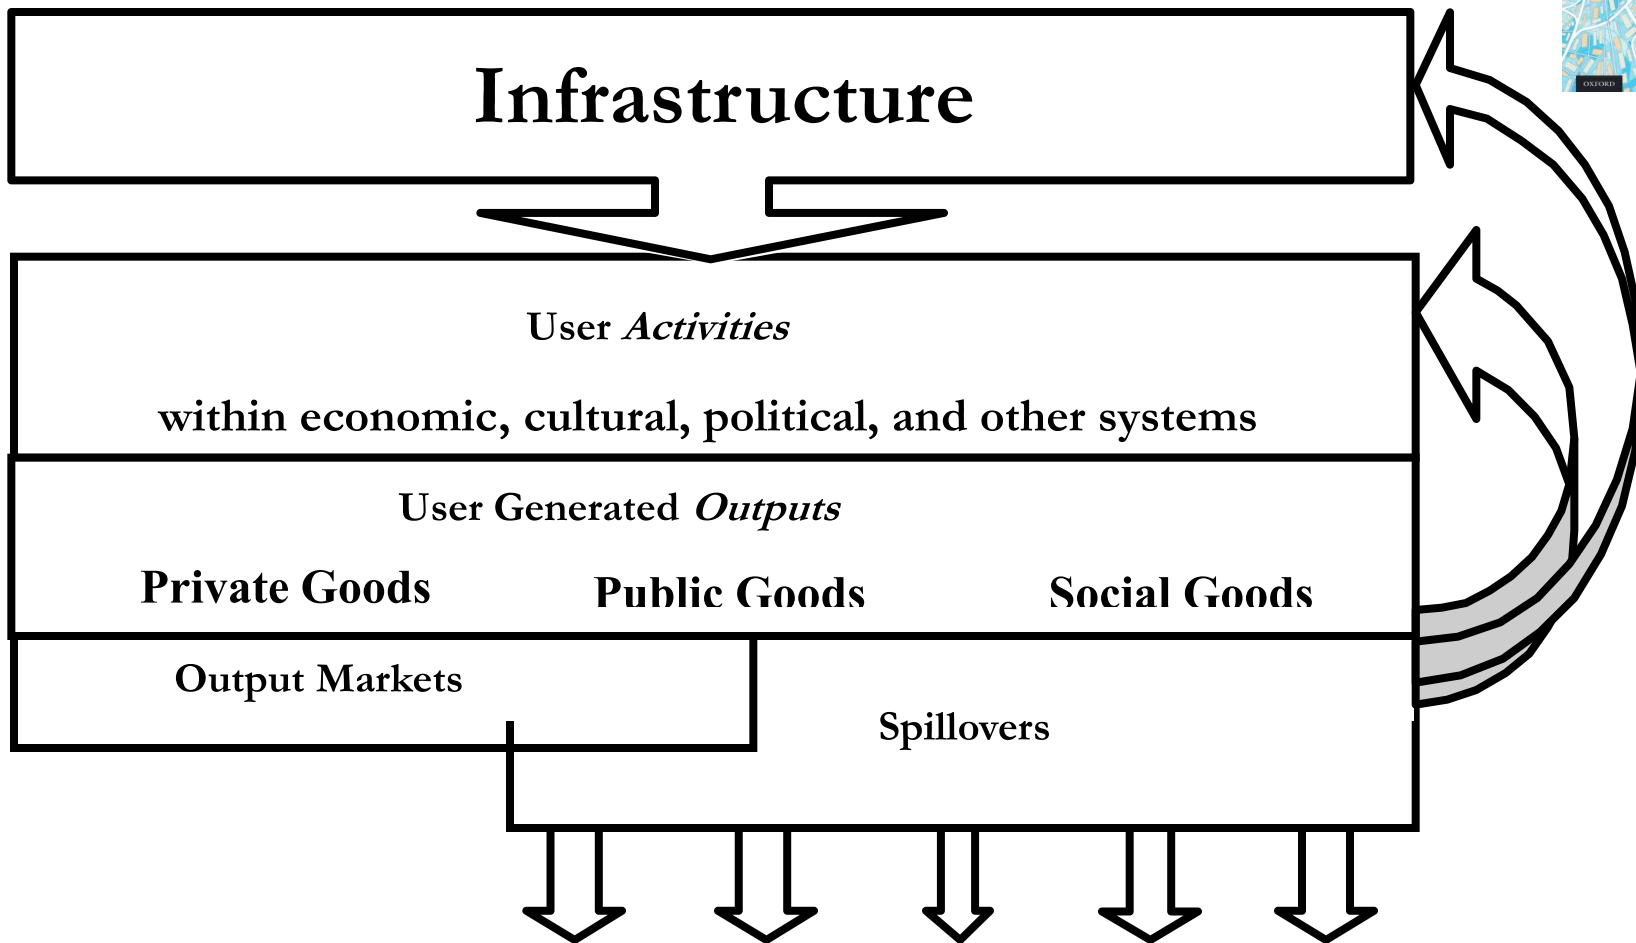 Infrastructure
OXFORD
User Activities
within economic, cultural, political, and other systems
User Generated Outputs
Private Goods Public Goods Social Goods
Output Markets
Spillovers